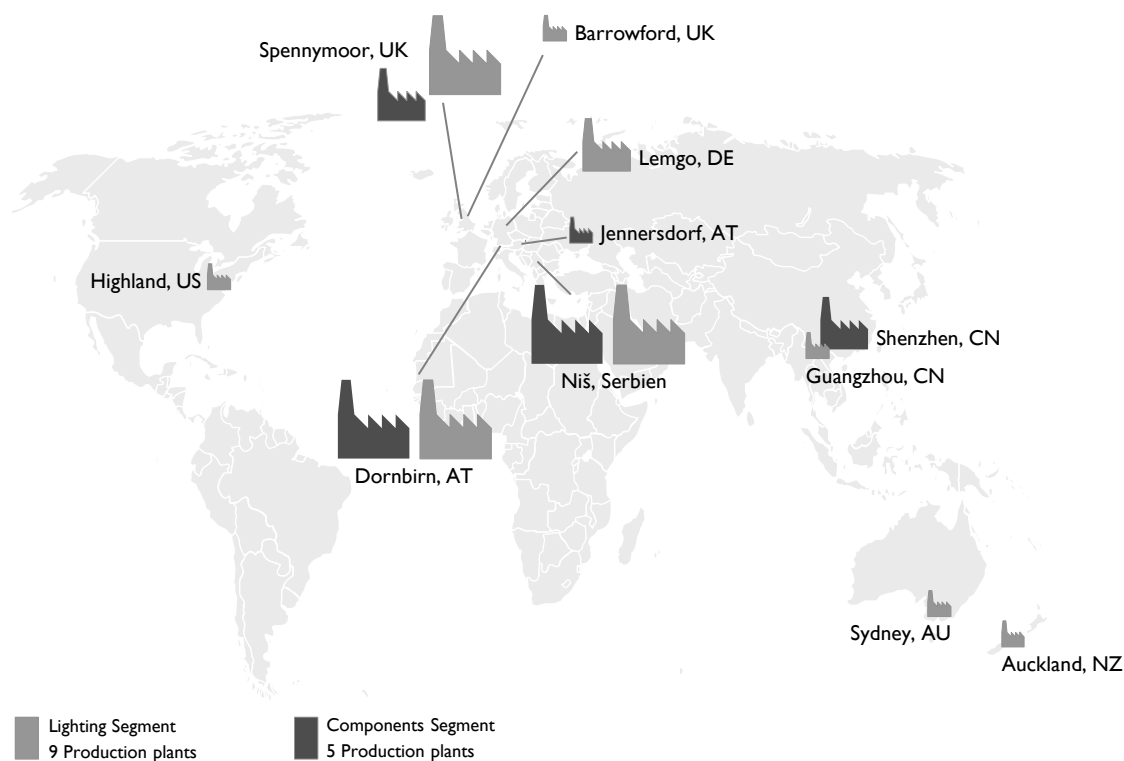 Spennymoor, UK
Barrowford, UK
Lemgo, DE
Jennersdorf, AT
Highland, US
Shenzhen, CN
Guangzhou, CN
Niš, Serbien
Dornbirn, AT
Sydney, AU
Auckland, NZ
Lighting Segment
9 Production plants
Components Segment
5 Production plants